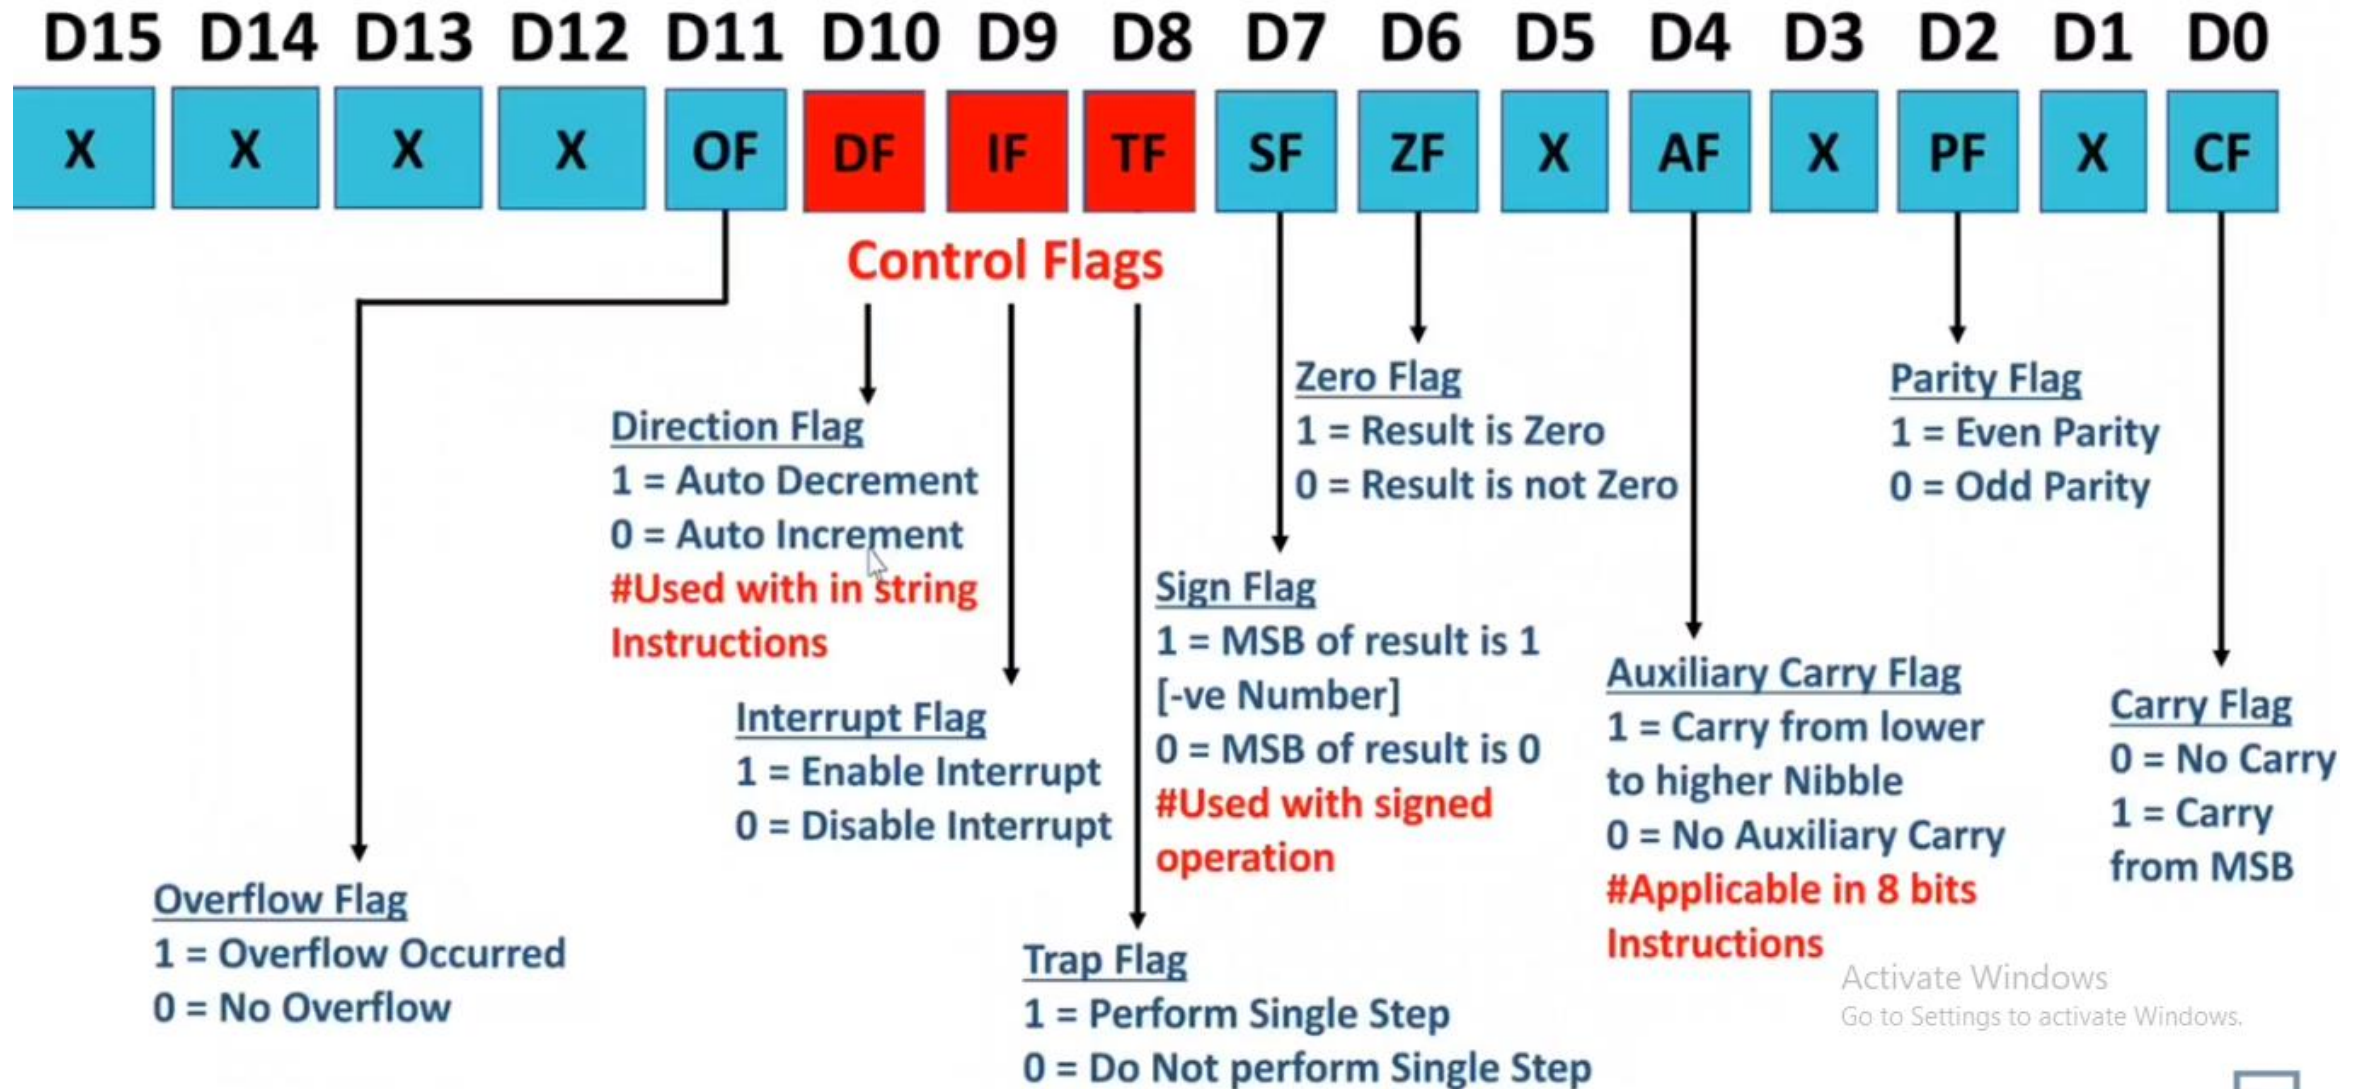 D15 D14 D13 D12 D11 D10 D9 D8 D7 D6 D5 D4 D3 D2 D1 D0
X X X X OF DF IF TF SF ZF X AF X PF X CF
Control Flags
Direction Flag
1 = Auto Decrement
0 = Auto Increment
#Used with in string
Instructions
Zero Flag
1 = Result is Zero
0 = Result is not Zero
Parity Flag
1 = Even Parity
0 = Odd Parity
Interrupt Flag
1 = Enable Interrupt
0 = Disable Interrupt
Sign Flag
1 = MSB of result is 1
[-ve Number]
0 = MSB of result is 0
#Used with signed
operation
Auxiliary Carry Flag
1 = Carry from lower
to higher Nibble
0 = No Auxiliary Carry
#Applicable in 8 bits
Instructions
Carry Flag
0 = No Carry
1 = Carry
from MSB
Overflow Flag
1 = Overflow Occurred
0 = No Overflow
Trap Flag
1 = Perform Single Step
0 = Do Not perform Single Step
Activate Windows
Go to Settings to activate Windows.